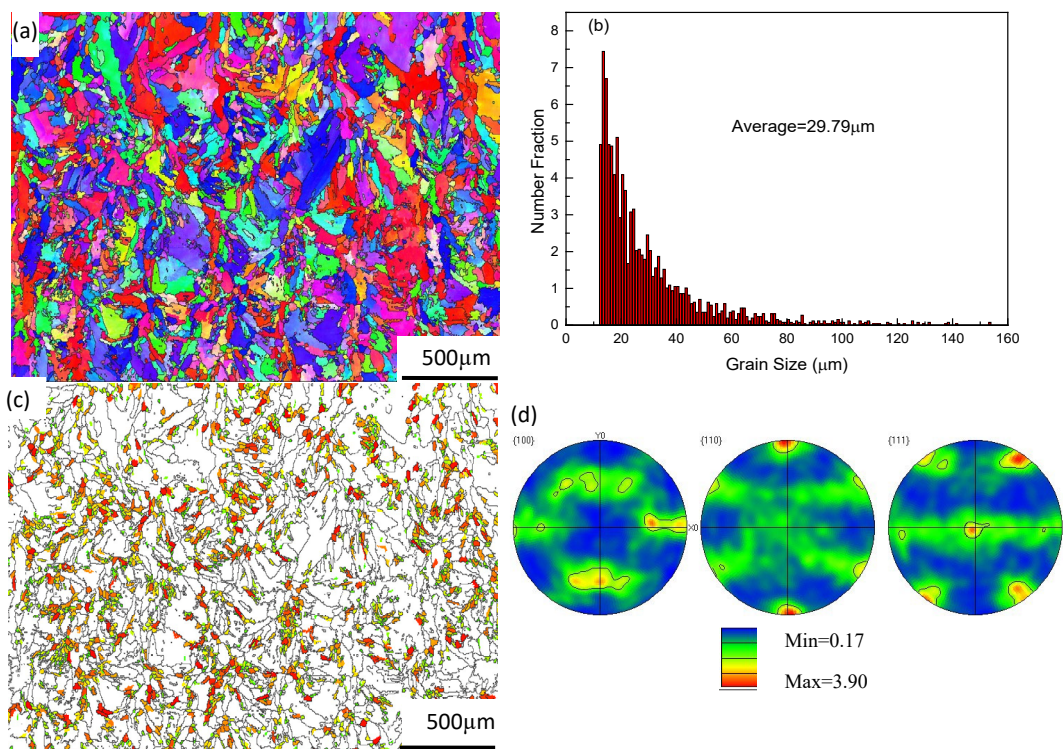 (a)
500μm
(b)
8
7
6
5
4
3
2
1
0
Number Fraction
Average=29.79μm
0 20 40 60 80 100 120 140 160
Grain Size (μm)
(c)
500μm
(d)
{100} Y0 {110} {111}
X0
Min=0.17
Max=3.90